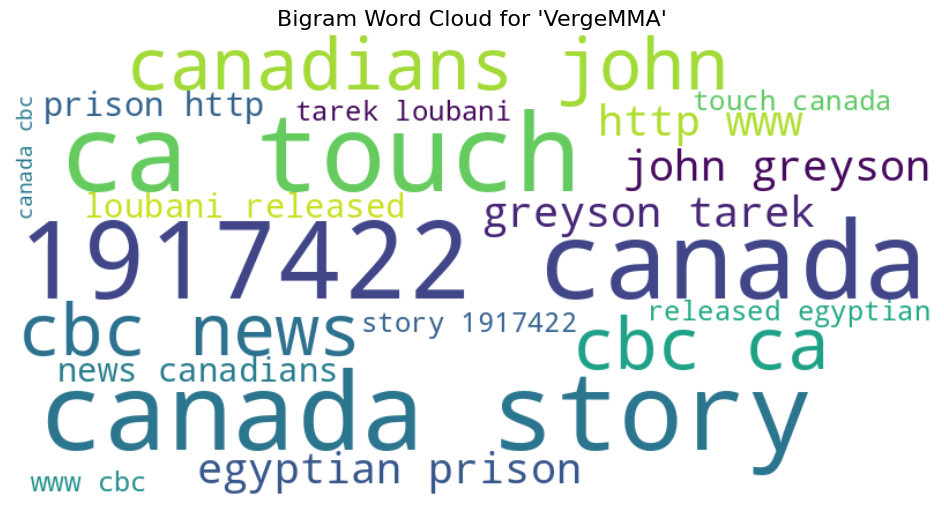 Bigram Word Cloud for 'VergeMMA'
canadians john
prison http
tarek loubani
touch canada
canada cbc
ca touch
http www
john greyson
loubani released
greyson tarek
1917422 canada
cbc news
story 1917422
released egyptian
cbc ca
news canadians
canada story
egyptian prison
www cbc